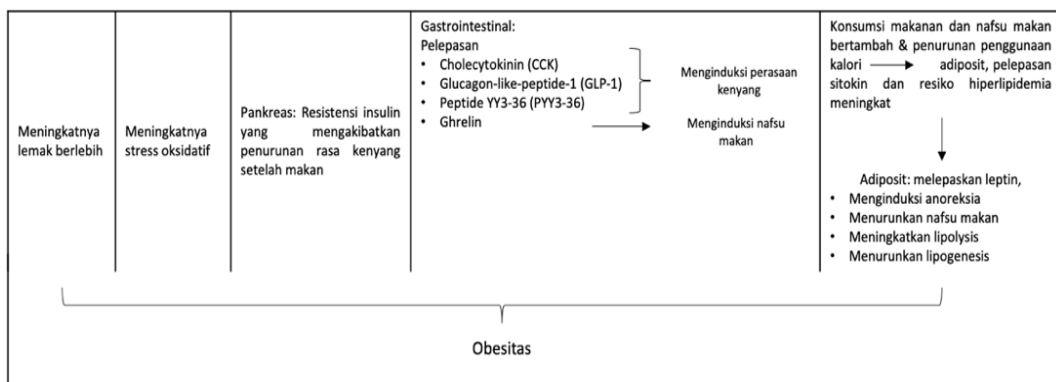 Meningkatnya
lemak berlebih
Meningkatnya
stress oksidatif
Pankreas: Resistensi insulin
yang mengakibatkan
penurunan rasa kenyang
setelah makan
Gastrointestinal:
Pelepasan
• Cholecytokinin (CCK)
• Glucagon-like-peptide-1 (GLP-1)
• Peptide YY3-36 (PYY3-36)
• Ghrelin
Menginduksi perasaan
kenyang
Menginduksi nafsu
makan
Konsumsi makanan dan nafsu makan
bertambah & penurunan penggunaan
kalori adiposit, pelepasan
sitokin dan resiko hiperlipidemia
meningkat
Adiposit: melepaskan leptin,
• Menginduksi anoreksia
• Menurunkan nafsu makan
• Meningkatkan lipolysis
• Menurunkan lipogenesis
Obesitas